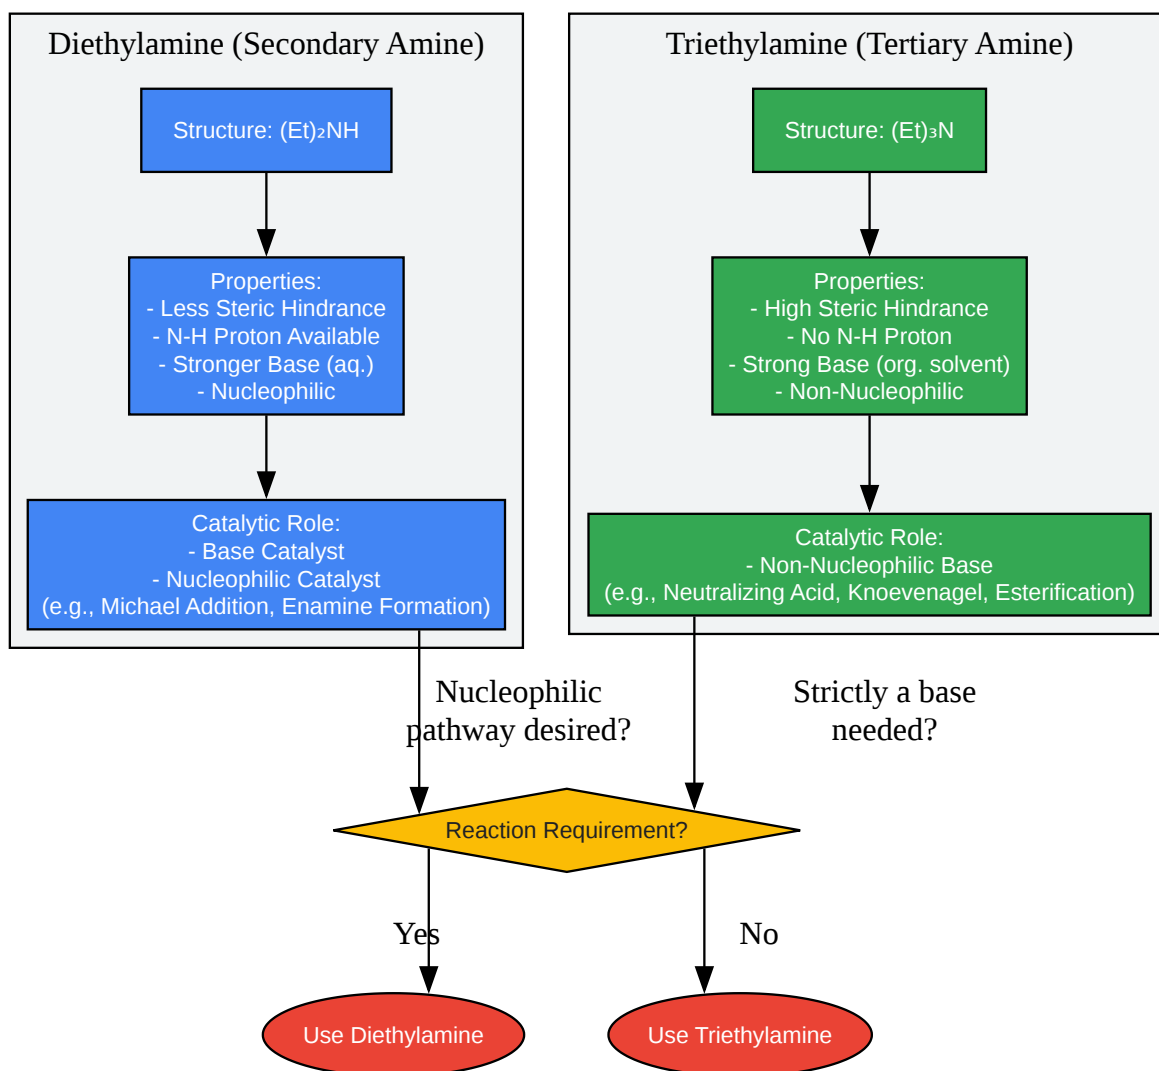 Diethylamine (Secondary Amine)
Structure: (Et)₂NH
Properties:
- Less Steric Hindrance
- N-H Proton Available
- Stronger Base (aq.)
- Nucleophilic
Catalytic Role:
- Base Catalyst
- Nucleophilic Catalyst
(e.g., Michael Addition, Enamine Formation)
Triethylamine (Tertiary Amine)
Structure: (Et)₃N
Properties:
- High Steric Hindrance
- No N-H Proton
- Strong Base (org. solvent)
- Non-Nucleophilic
Catalytic Role:
- Non-Nucleophilic Base
(e.g., Neutralizing Acid, Knoevenagel, Esterification)
Nucleophilic
pathway desired?
Strictly a base
needed?
Reaction Requirement?
Yes
No
Use Diethylamine
Use Triethylamine